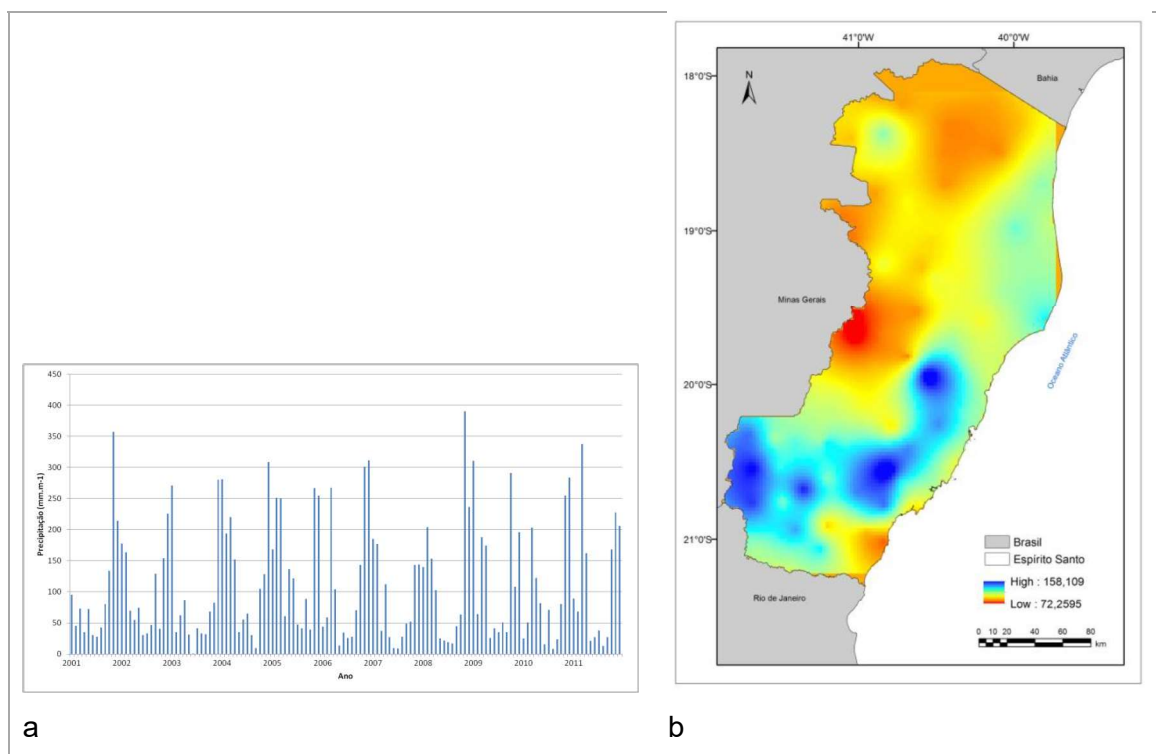 450
400
350
300
250
200
150
100
50
0
Precipitação (mm.m-1)
2001 2002 2003 2004 2005 2006 2007 2008 2009 2010 2011
Ano
a
41°0'W 40°0'W
18°0'S
19°0'S
20°0'S
21°0'S
N
Bahia
Minas Gerais
Oceano Atlântico
Rio de Janeiro
Brasil
Espírito Santo
High : 158,109
Low : 72,2595
0 10 20 40 60 80
km
b